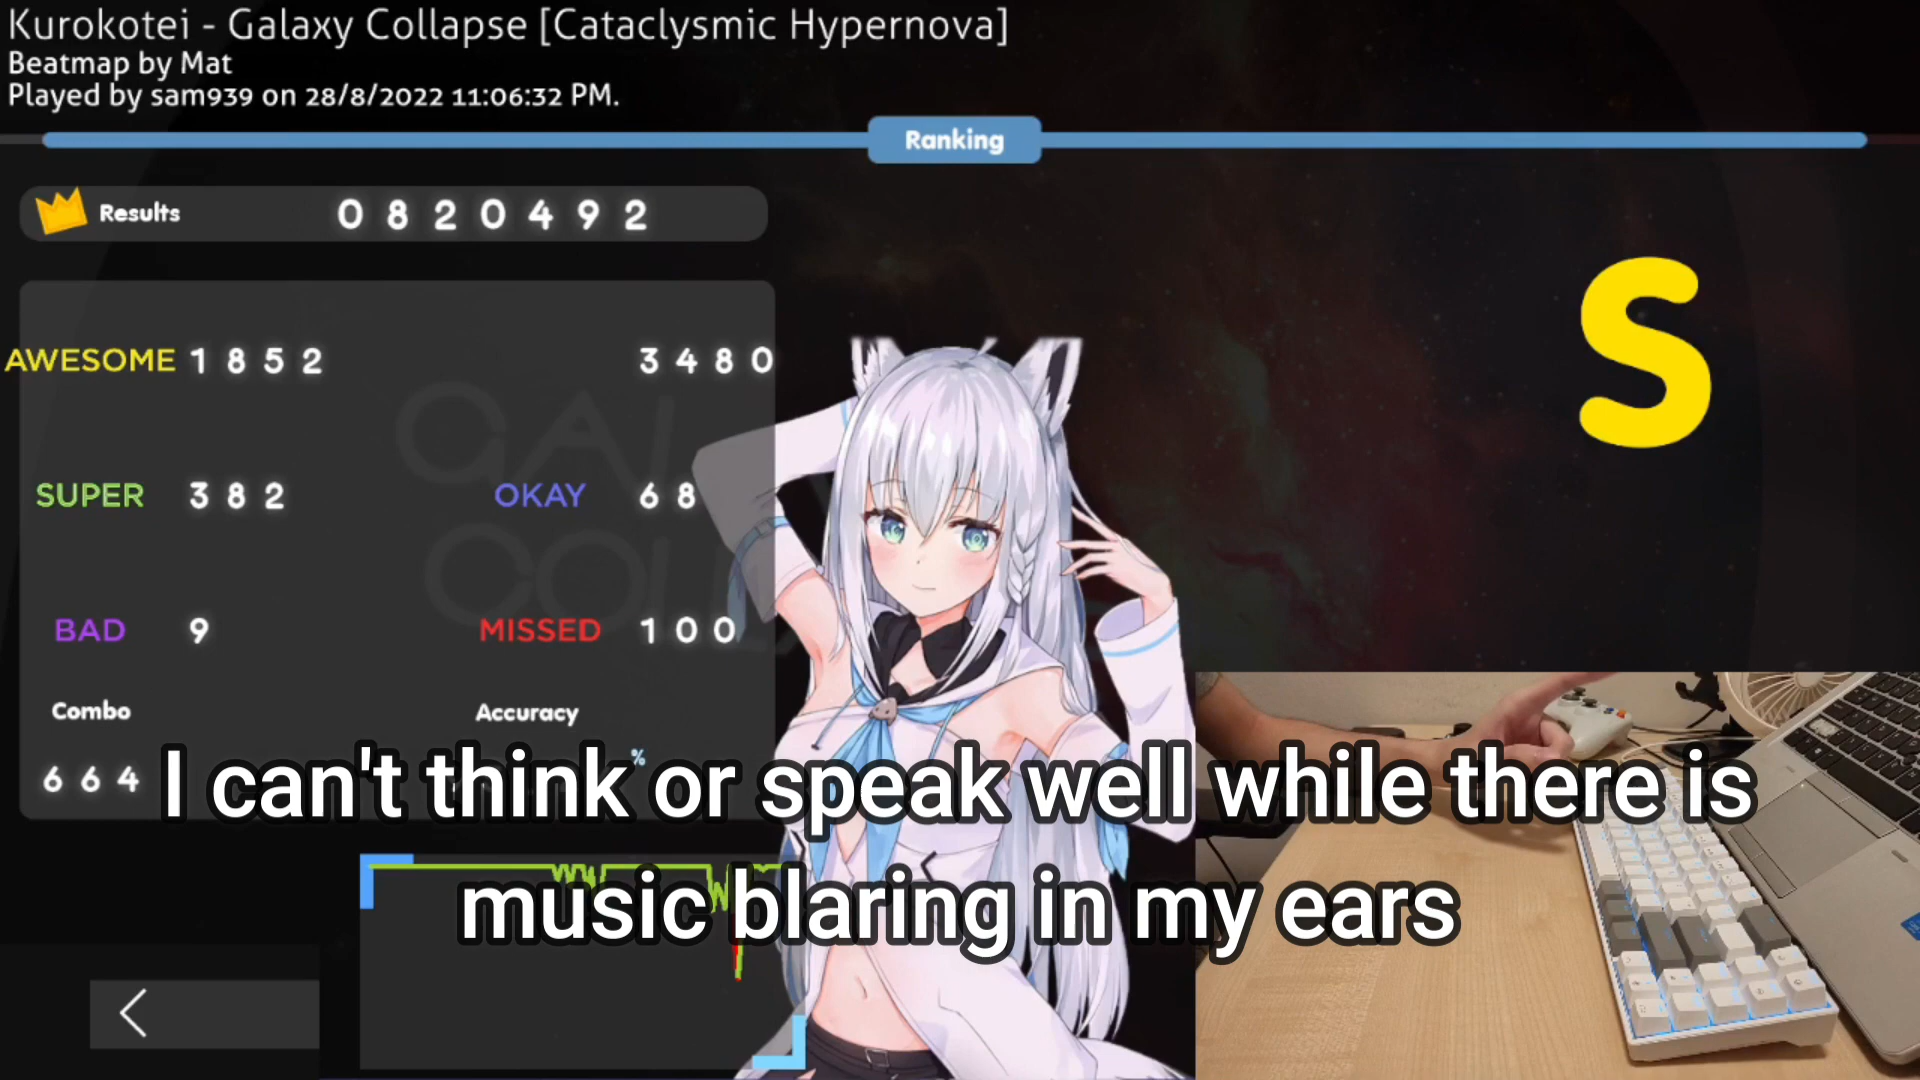 Kurokotei - Galaxy Collapse [Cataclysmic Hypernova]
Beatmap by Mat
Played by sam939 on 28/8/2022 11:06:32 PM.
Ranking
Results 0820492
AWESOME 1852 3480
SUPER 382 OKAY 68
BAD 9 MISSED 100
Combo Accuracy
664 %
S
I can't think or speak well while there is
music blaring in my ears